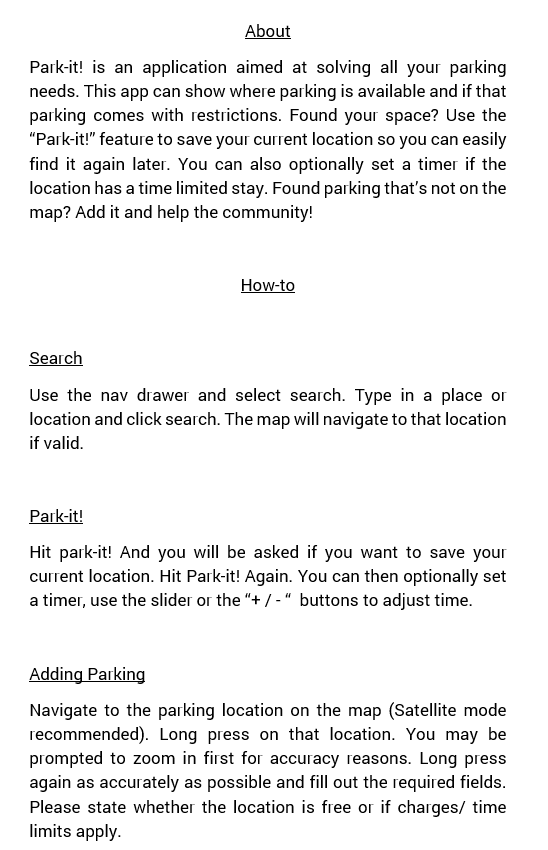 About
Park-it! is an application aimed at solving all your parking
needs. This app can show where parking is available and if that
parking comes with restrictions. Found your space? Use the
“Park-it!” feature to save your current location so you can easily
find it again later. You can also optionally set a timer if the
location has a time limited stay. Found parking that’s not on the
map? Add it and help the community!
How-to
Search
Use the nav drawer and select search. Type in a place or
location and click search. The map will navigate to that location
if valid.
Park-it!
Hit park-it! And you will be asked if you want to save your
current location. Hit Park-it! Again. You can then optionally set
a timer, use the slider or the “+ / - “  buttons to adjust time.
Adding Parking
Navigate to the parking location on the map (Satellite mode
recommended). Long press on that location. You may be
prompted to zoom in first for accuracy reasons. Long press
again as accurately as possible and fill out the required fields.
Please state whether the location is free or if charges/ time
limits apply.